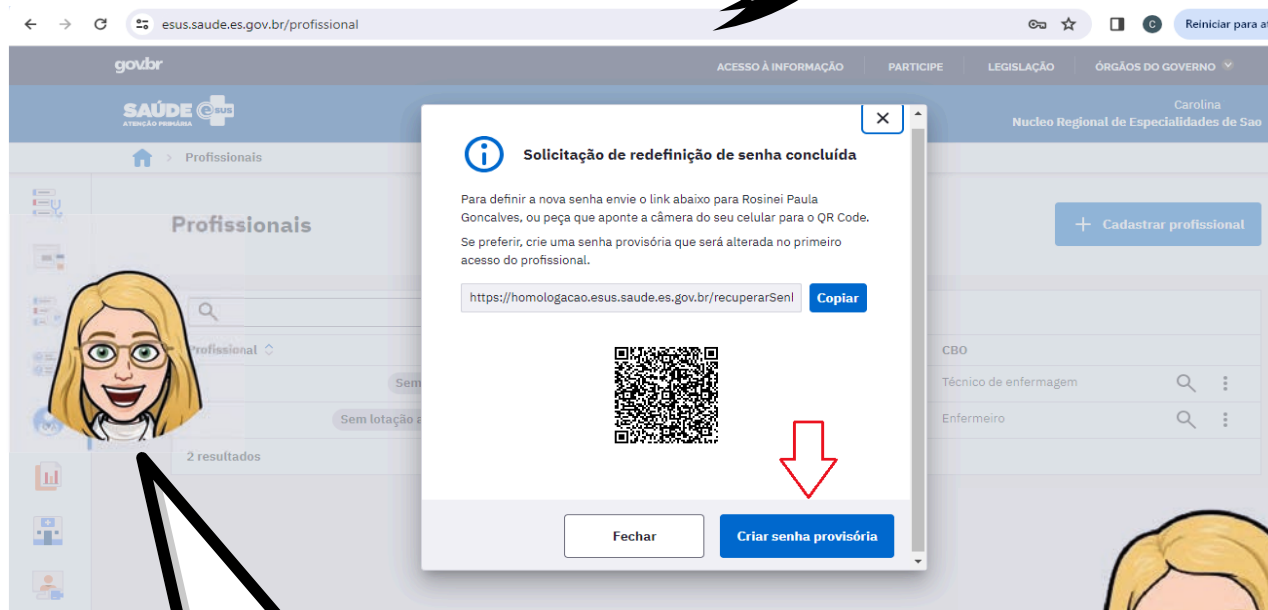 esus.saude.es.gov.br/profissional
C
Reiniciar para at
gov.br
ACESSO À INFORMAÇÃO PARTICIPE LEGISLAÇÃO ÓRGÃOS DO GOVERNO
SAÚDE esus
ATENÇÃO PRIMÁRIA
Carolina
Nucleo Regional de Especialidades de Sao
Profissionais
Profissionais
Cadastrar profissional
Solicitação de redefinição de senha concluída
Para definir a nova senha envie o link abaixo para Rosinei Paula
Goncalves, ou peça que aponte a câmera do seu celular para o QR Code.
Se preferir, crie uma senha provisória que será alterada no primeiro
acesso do profissional.
https://homologacao.esus.saude.es.gov.br/recuperarSenl
Copiar
Profissional
CBO
Sem
Técnico de enfermagem
Sem lotação a
Enfermeiro
2 resultados
Fechar
Criar senha provisória